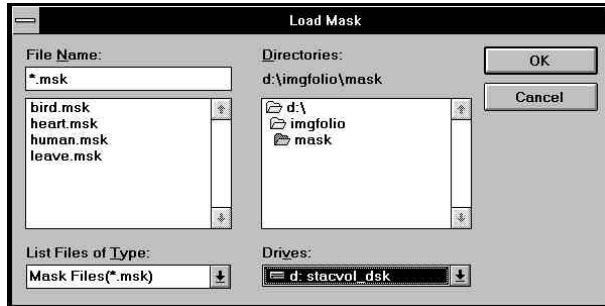 Load Mask
File Name:
*.msk
bird.msk
heart.msk
human.msk
leave.msk
List Files of Type:
Mask Files(*.msk)
Directories:
d:\imgfolio\mask
d:\
imgfolio
mask
Drives:
d: stacvol_dsk
OK
Cancel